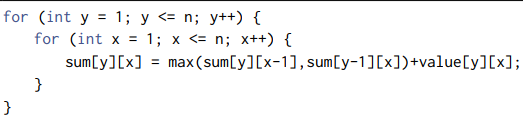 for (int y = 1; y <= n; y++) {
    for (int x = 1; x <= n; x++) {
        sum[y][x] = max(sum[y][x-1],sum[y-1][x])+value[y][x];
    }
}